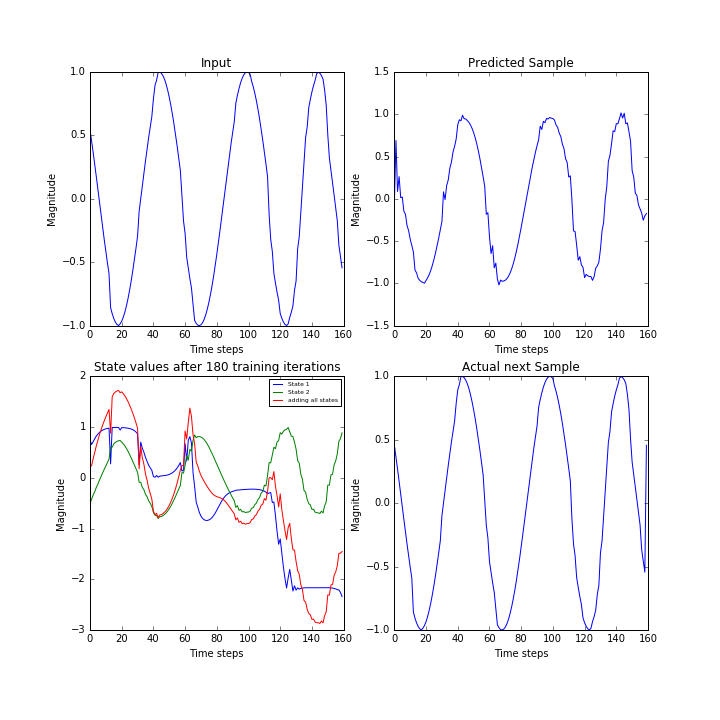 Input
Predicted Sample
1.0
0.5
0.0
−0.5
−1.0
Magnitude
0 20 40 60 80 100 120 140 160
Time steps
1.5
1.0
0.5
0.0
−0.5
−1.0
−1.5
Magnitude
0 20 40 60 80 100 120 140 160
Time steps
State values after 180 training iterations
Actual next Sample
2
1
0
−1
−2
−3
Magnitude
State 1
State 2
adding all states
0 20 40 60 80 100 120 140 160
Time steps
1.0
0.5
0.0
−0.5
−1.0
Magnitude
0 20 40 60 80 100 120 140 160
Time steps